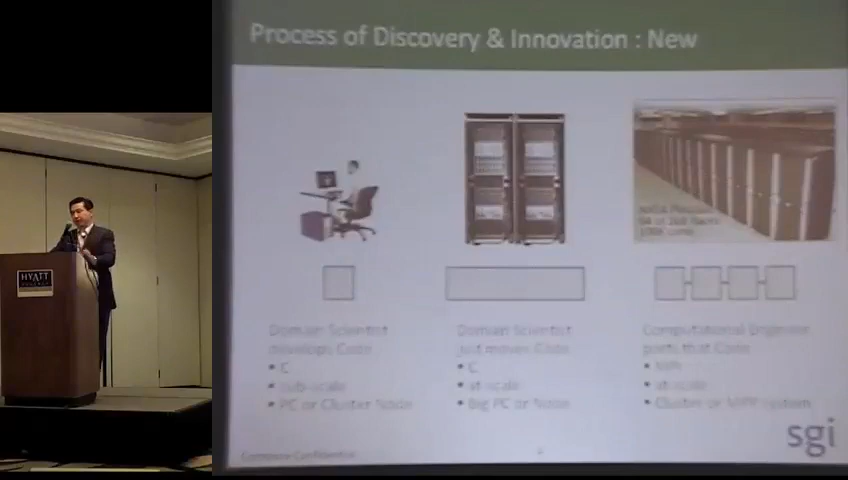 Process of Discovery & Innovation : New
HYATT
Domain Scientist
develops Code
• C
• sub-scale
• PC or Cluster Node
Domain Scientist
just moves Code
• C
• at-scale
• Big PC or Node
Computational Engineer
ports that Code
• at-scale
• Cluster or MPP system
Company Confidential
sgi